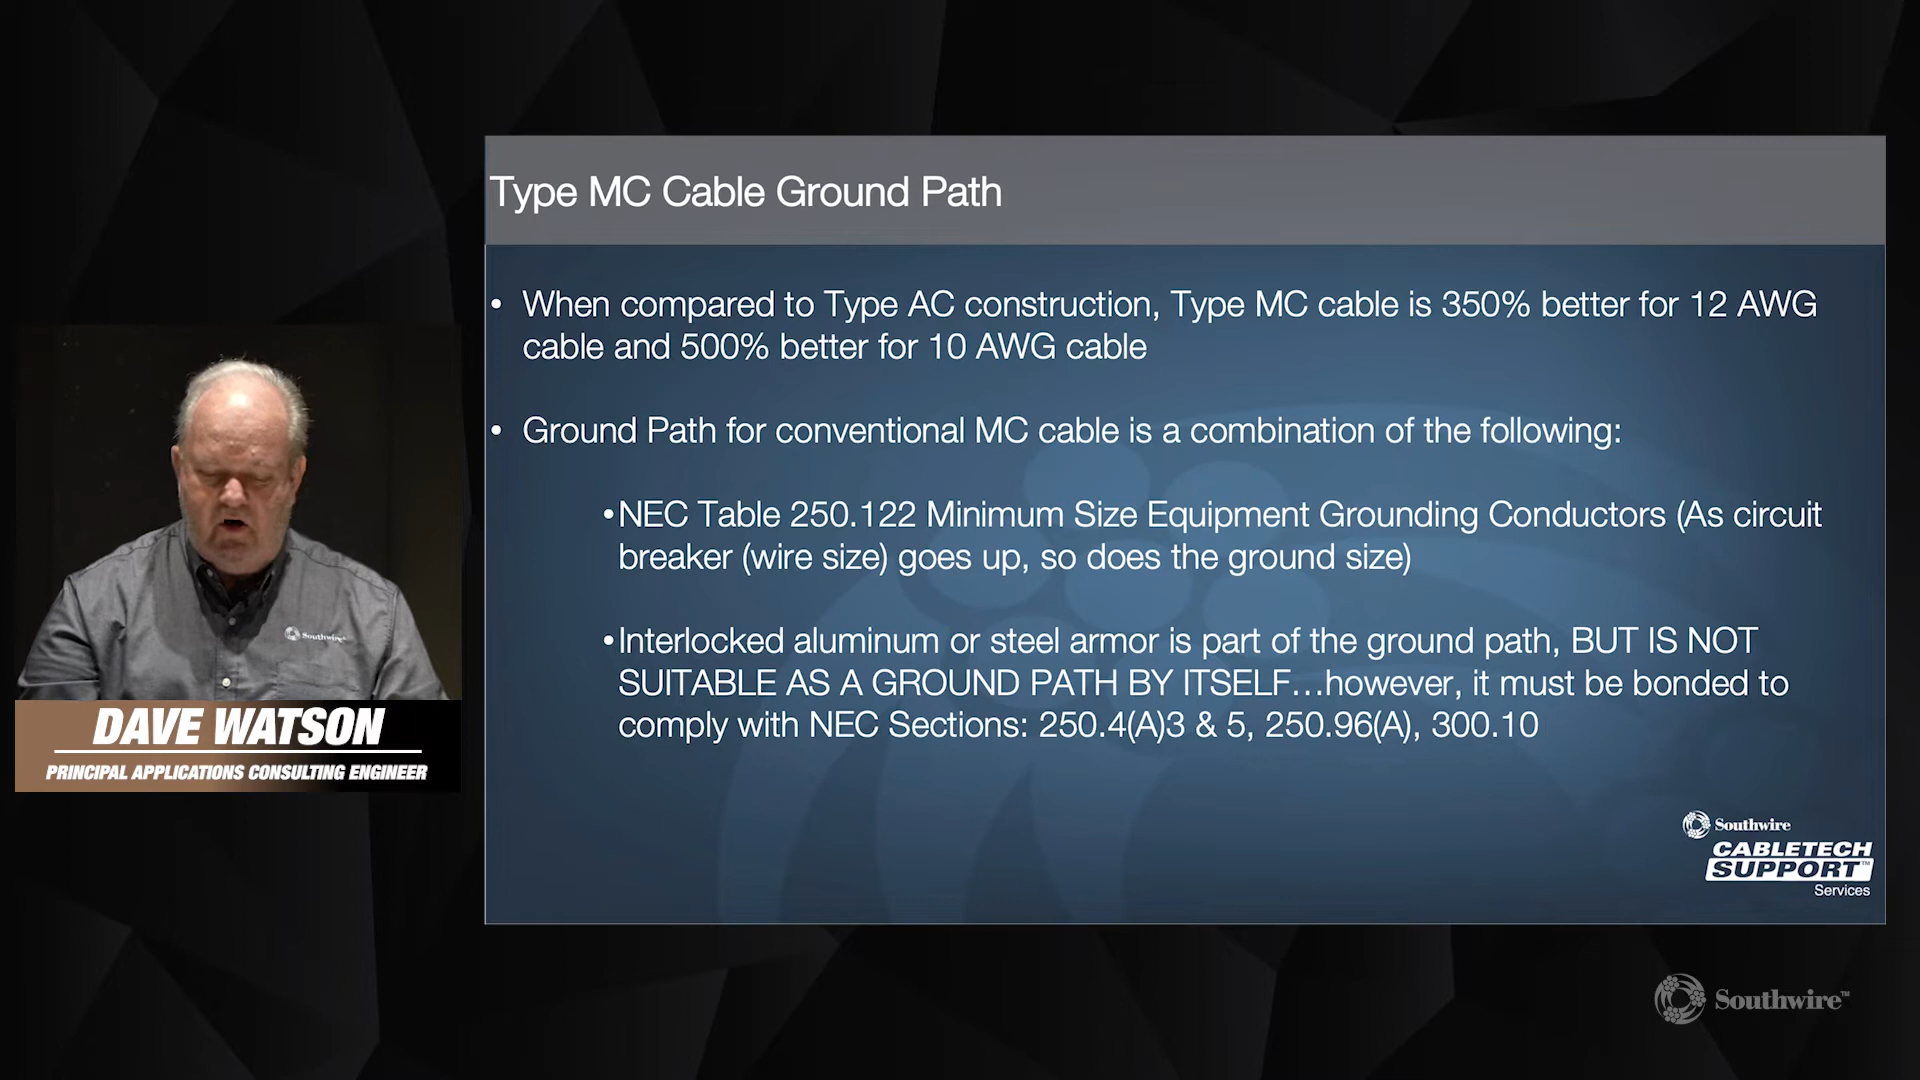 Type MC Cable Ground Path
• When compared to Type AC construction, Type MC cable is 350% better for 12 AWG
cable and 500% better for 10 AWG cable
• Ground Path for conventional MC cable is a combination of the following:
•NEC Table 250.122 Minimum Size Equipment Grounding Conductors (As circuit
breaker (wire size) goes up, so does the ground size)
•Interlocked aluminum or steel armor is part of the ground path, BUT IS NOT
SUITABLE AS A GROUND PATH BY ITSELF…however, it must be bonded to
comply with NEC Sections: 250.4(A)3 & 5, 250.96(A), 300.10
Southwire
DAVE WATSON
PRINCIPAL APPLICATIONS CONSULTING ENGINEER
Southwire
CABLETECH
SUPPORT™
Services
Southwire™